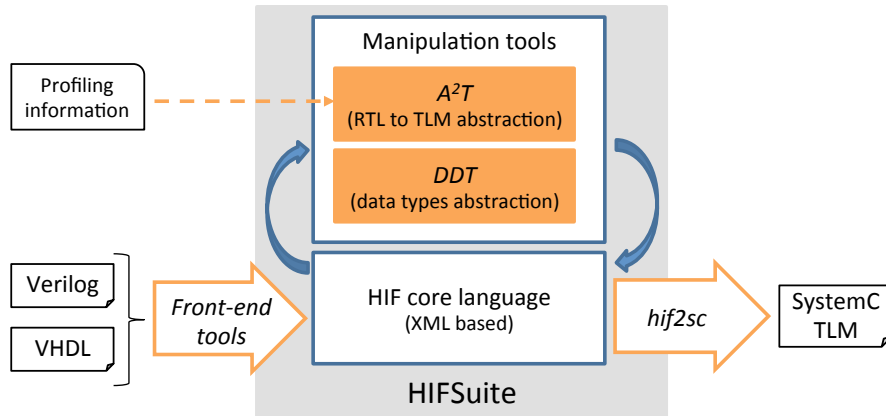 Manipulation tools
Profiling
information
A²T
(RTL to TLM abstraction)
DDT
(data types abstraction)
Verilog
VHDL
Front-end
tools
HIF core language
(XML based)
hif2sc
SystemC
TLM
HIFSuite